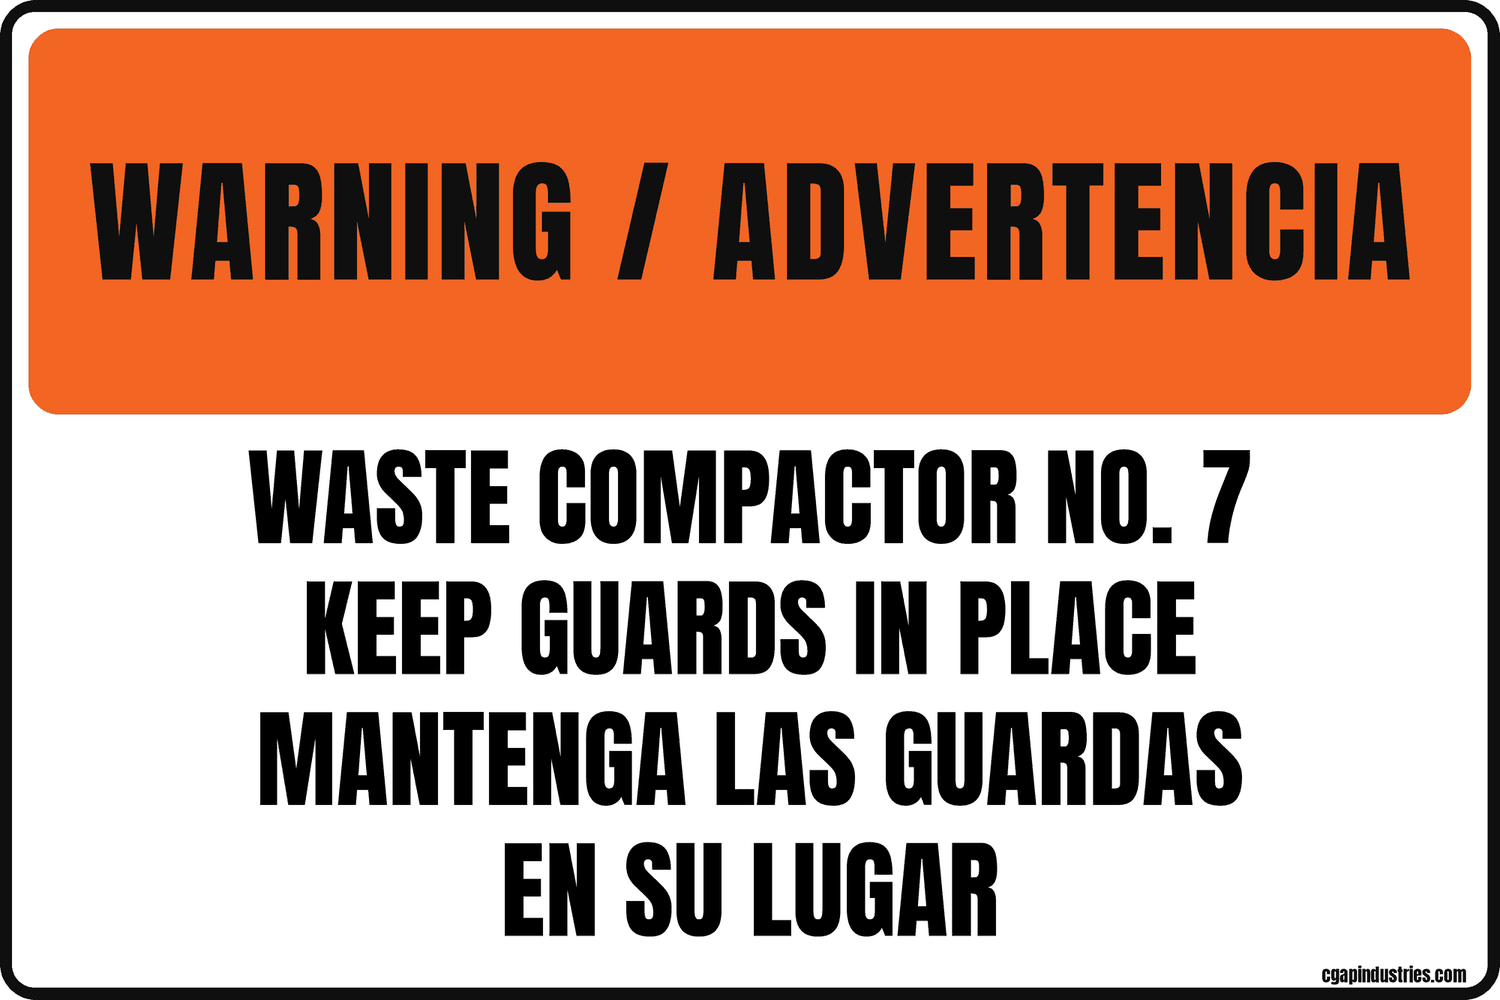 WARNING / ADVERTENCIA
WASTE COMPACTOR NO. 7
KEEP GUARDS IN PLACE
MANTENGA LAS GUARDAS
EN SU LUGAR
cgapindustries.com